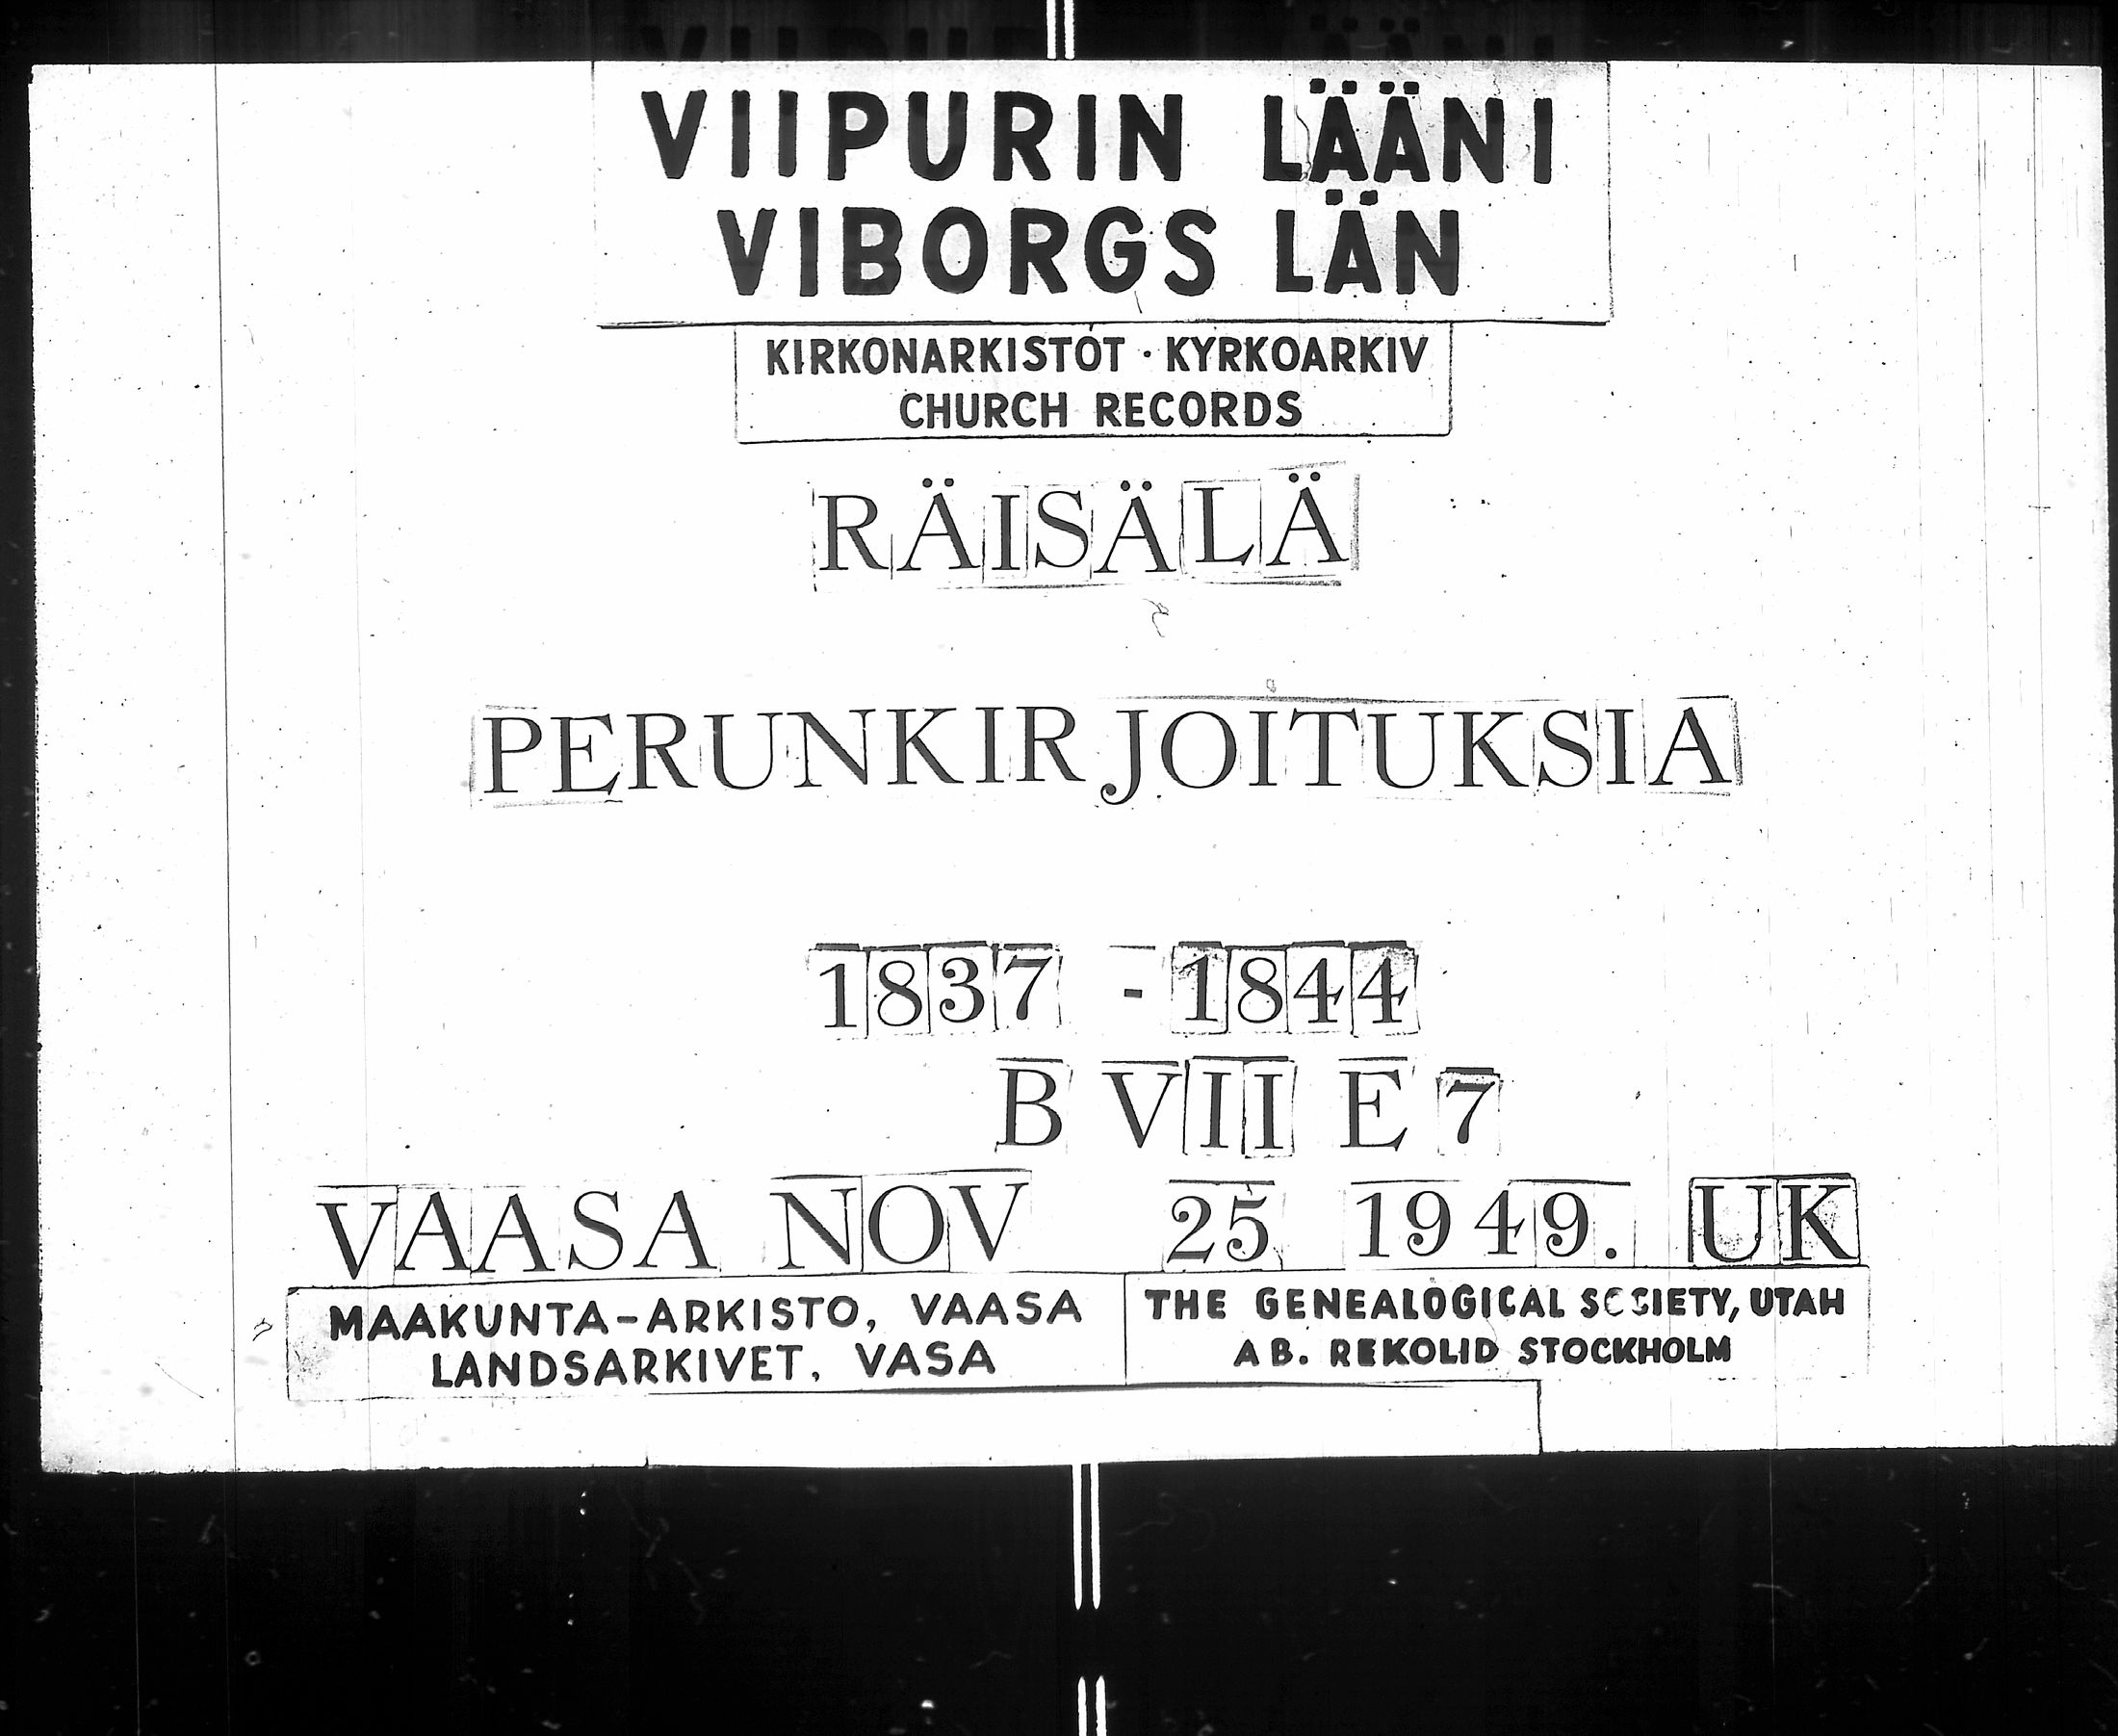 VIIPURIN LÄÄNI
VIBORGS LÄN
KIRKONARKISTOT · KYRKOARKIV
CHURCH RECORDS
RÄISÄLÄ
PERUNKIRJOITUKSIA
1837 - 1844
B VII E 7
VAASA NOV 25 1949. UK
MAAKUNTA-ARKISTO, VAASA
LANDSARKIVET, VASA
THE GENEALOGICAL SOCIETY, UTAH
AB. REKOLID STOCKHOLM